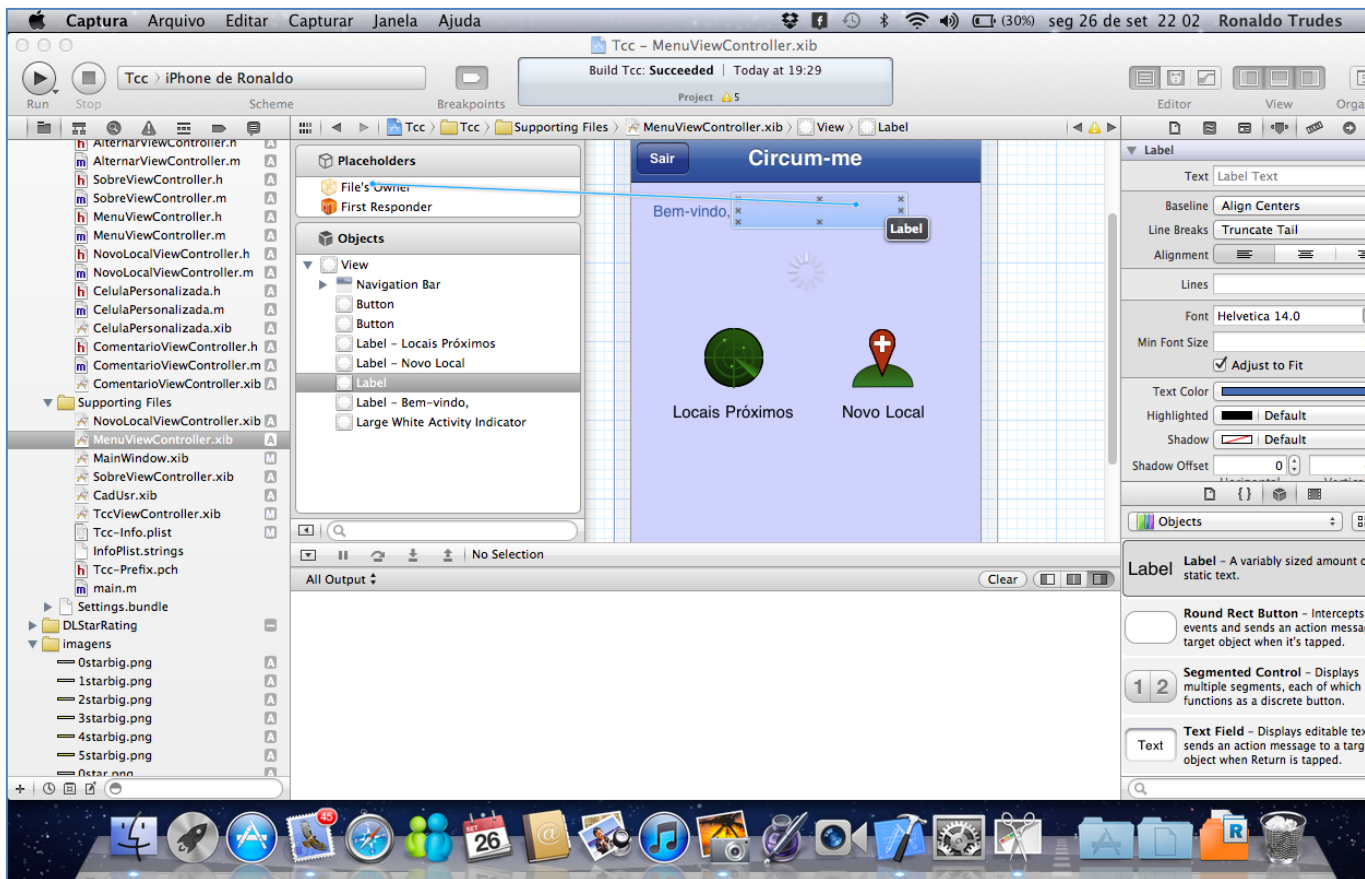 Captura Arquivo Editar Capturar Janela Ajuda (30%) seg 26 de set 22 02 Ronaldo Trudes
Tcc – MenuViewController.xib
Tcc › iPhone de Ronaldo
Build Tcc: Succeeded | Today at 19:29
Project 5
Run Stop Scheme Breakpoints Editor View Orga
Tcc › Tcc › Supporting Files › MenuViewController.xib › View › Label
AlternarViewController.h A
AlternarViewController.m A
SobreViewController.h A
SobreViewController.m A
MenuViewController.h A
MenuViewController.m A
NovoLocalViewController.h A
NovoLocalViewController.m A
CelulaPersonalizada.h A
CelulaPersonalizada.m A
CelulaPersonalizada.xib A
ComentarioViewController.h A
ComentarioViewController.m A
ComentarioViewController.xib A
Supporting Files
NovoLocalViewController.xib A
MenuViewController.xib A
MainWindow.xib M
SobreViewController.xib A
CadUsr.xib A
TccViewController.xib M
Tcc-Info.plist M
InfoPlist.strings
Tcc-Prefix.pch
main.m
Settings.bundle
DLStarRating
imagens
0starbig.png A
1starbig.png A
2starbig.png A
3starbig.png A
4starbig.png A
5starbig.png A
0star.png A
Placeholders
File's Owner
First Responder
Objects
View
Navigation Bar
Button
Button
Label – Locais Próximos
Label – Novo Local
Label
Label – Bem-vindo,
Large White Activity Indicator
Sair Circum-me
Bem-vindo,
Label
Locais Próximos Novo Local
No Selection
All Output Clear
Label
Text Label Text
Baseline Align Centers
Line Breaks Truncate Tail
Alignment
Lines
Font Helvetica 14.0
Min Font Size
Adjust to Fit
Text Color
Highlighted Default
Shadow Default
Shadow Offset 0
Objects
Label Label – A variably sized amount
static text.
Round Rect Button – Intercepts
events and sends an action messa
target object when it's tapped.
1 2 Segmented Control – Displays
multiple segments, each of which
functions as a discrete button.
Text Text Field – Displays editable tex
sends an action message to a targ
object when Return is tapped.
45
SET
26
R